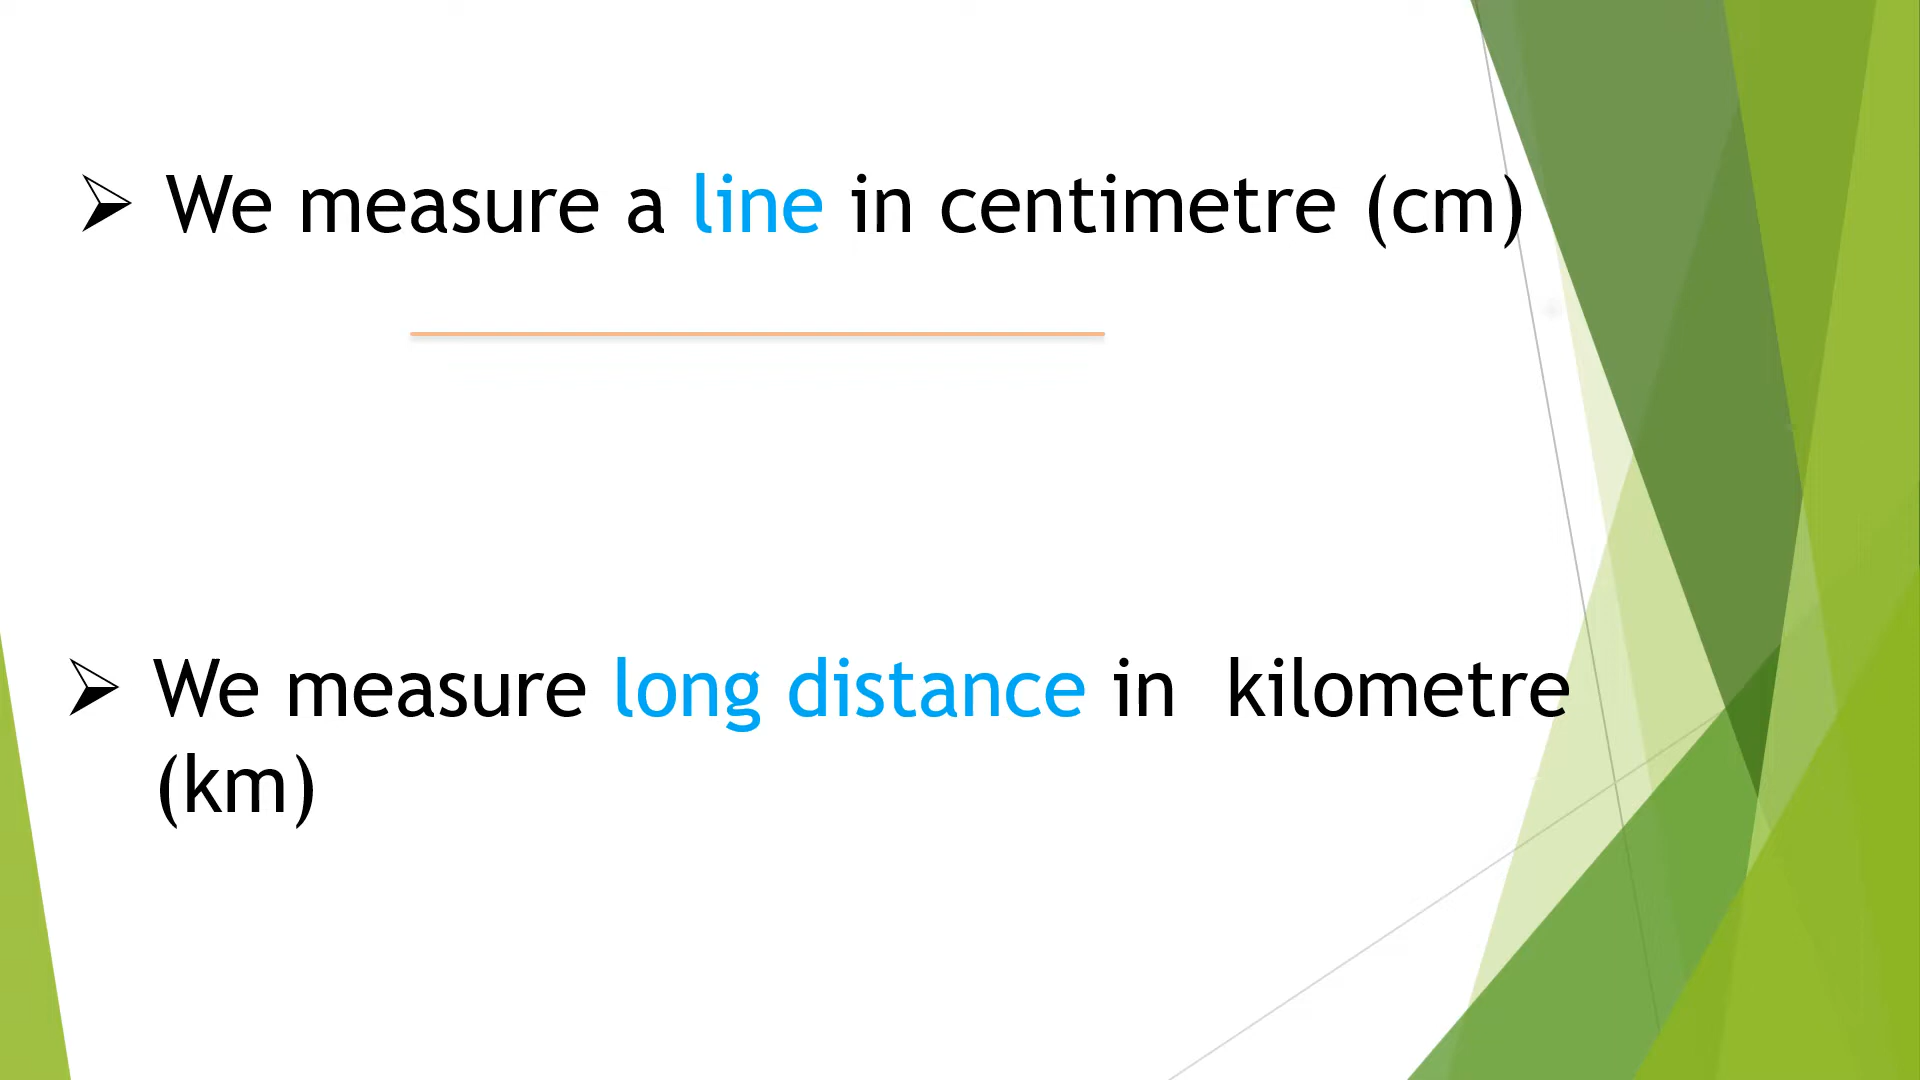 ➢ We measure a line in centimetre (cm)
➢ We measure long distance in  kilometre
(km)